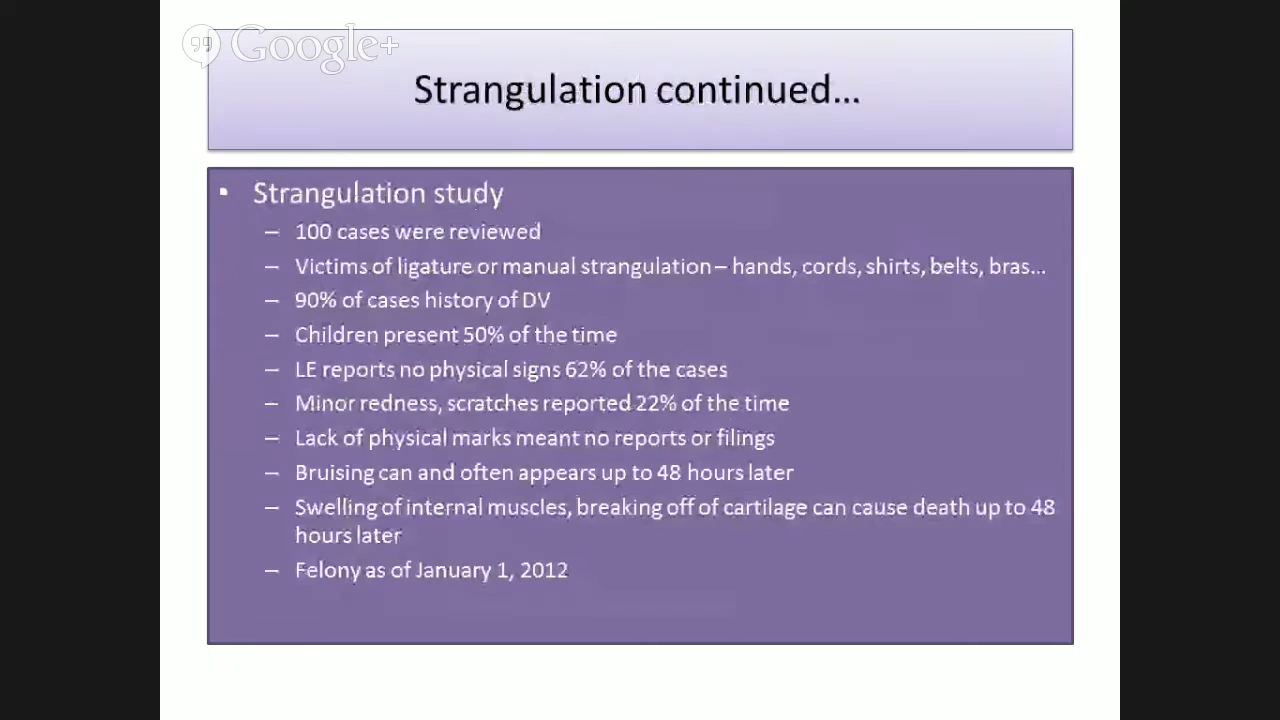 Google+
Strangulation continued...
• Strangulation study
– 100 cases were reviewed
– Victims of ligature or manual strangulation – hands, cords, shirts, belts, bras...
– 90% of cases history of DV
– Children present 50% of the time
– LE reports no physical signs 62% of the cases
– Minor redness, scratches reported 22% of the time
– Lack of physical marks meant no reports or filings
– Bruising can and often appears up to 48 hours later
– Swelling of internal muscles, breaking off of cartilage can cause death up to 48
hours later
– Felony as of January 1, 2012